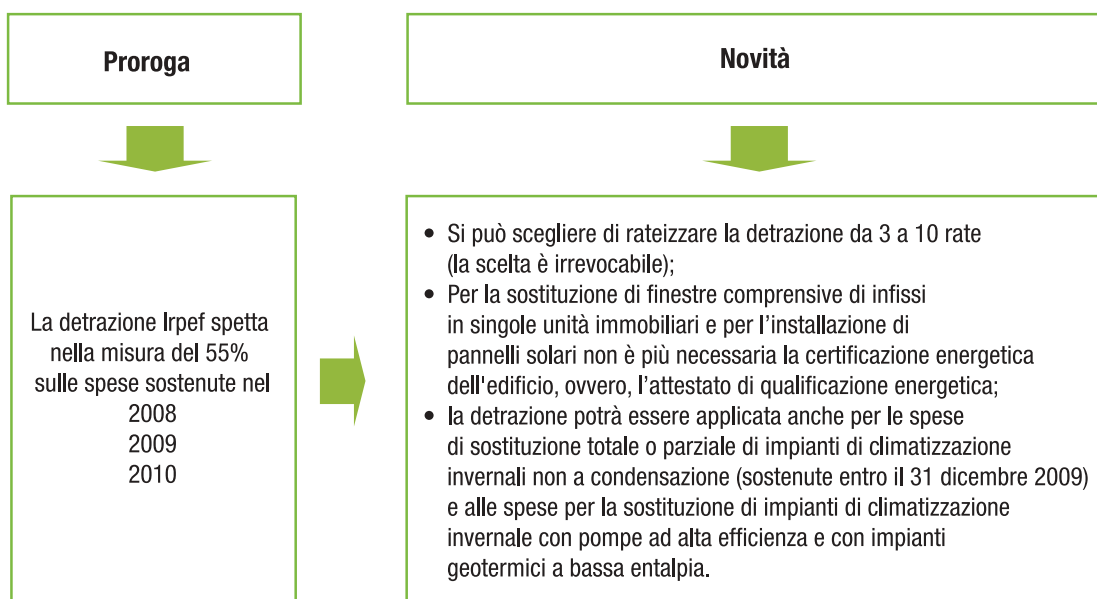 Proroga
Novità
La detrazione Irpef spetta
nella misura del 55%
sulle spese sostenute nel
2008
2009
2010
• Si può scegliere di rateizzare la detrazione da 3 a 10 rate
(la scelta è irrevocabile);
• Per la sostituzione di finestre comprensive di infissi
in singole unità immobiliari e per l’installazione di
pannelli solari non è più necessaria la certificazione energetica
dell'edificio, ovvero, l’attestato di qualificazione energetica;
• la detrazione potrà essere applicata anche per le spese
di sostituzione totale o parziale di impianti di climatizzazione
invernali non a condensazione (sostenute entro il 31 dicembre 2009)
e alle spese per la sostituzione di impianti di climatizzazione
invernale con pompe ad alta efficienza e con impianti
geotermici a bassa entalpia.